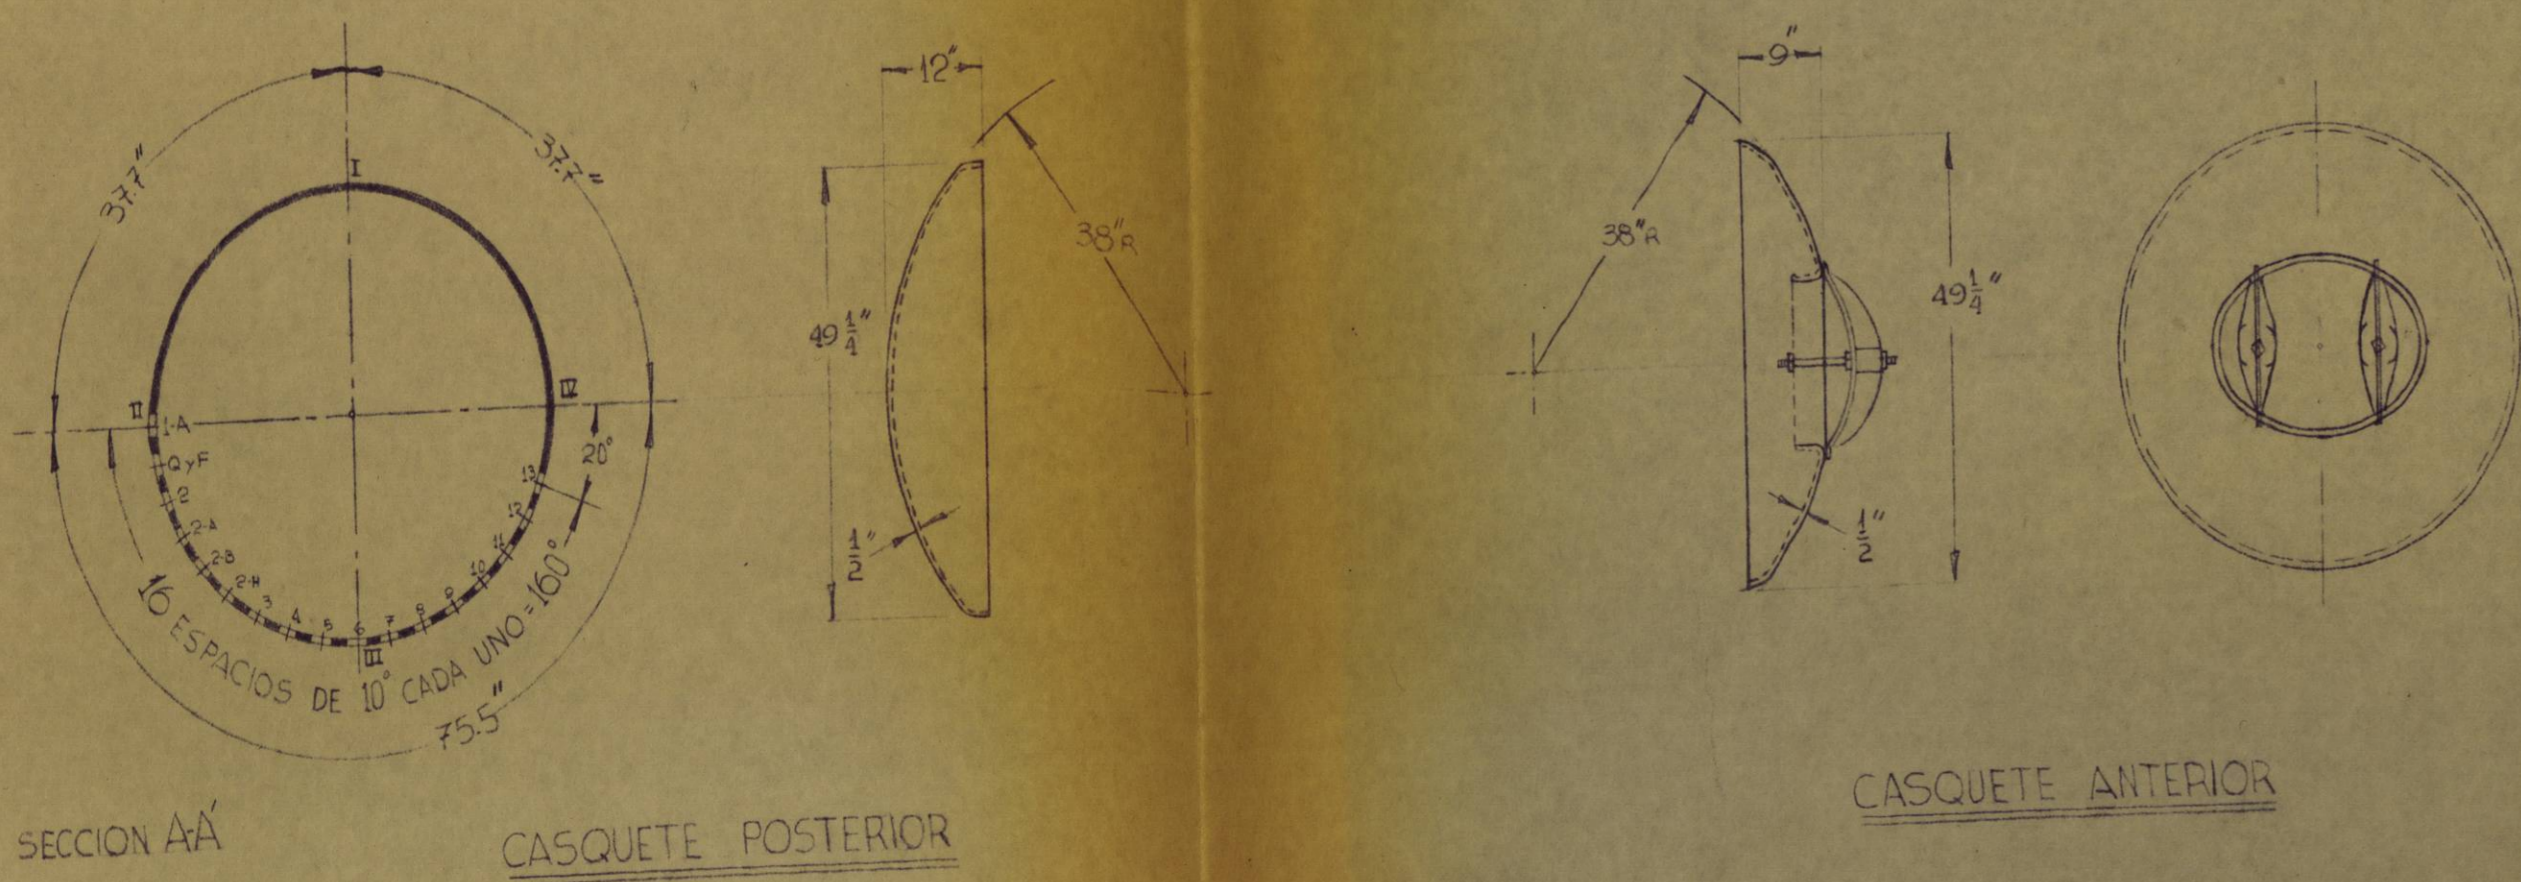 37.7"
37.7"
I
II
IV
III
1-A
QyF
2
2-A
2-B
2-H
3
4
5
6
7
8
9
10
11
12
13
20°
16 ESPACIOS DE 10° CADA UNO=160°
75.5"
SECCION A-A'
12"
38"R
49 1/4"
1/2"
CASQUETE POSTERIOR
9"
38"R
49 1/4"
1/2"
CASQUETE ANTERIOR